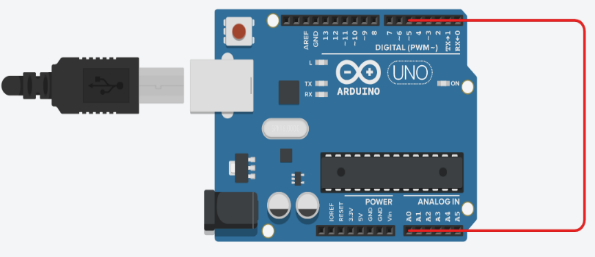 AREF
GND
13
12
~11
~10
~9
8
7
~6
~5
4
~3
2
TX→1
RX←0
DIGITAL (PWM~)
L
TX
RX
ARDUINO
UNO
ON
POWER
ANALOG IN
IOREF
RESET
3.3V
5V
GND
GND
Vin
A0
A1
A2
A3
A4
A5